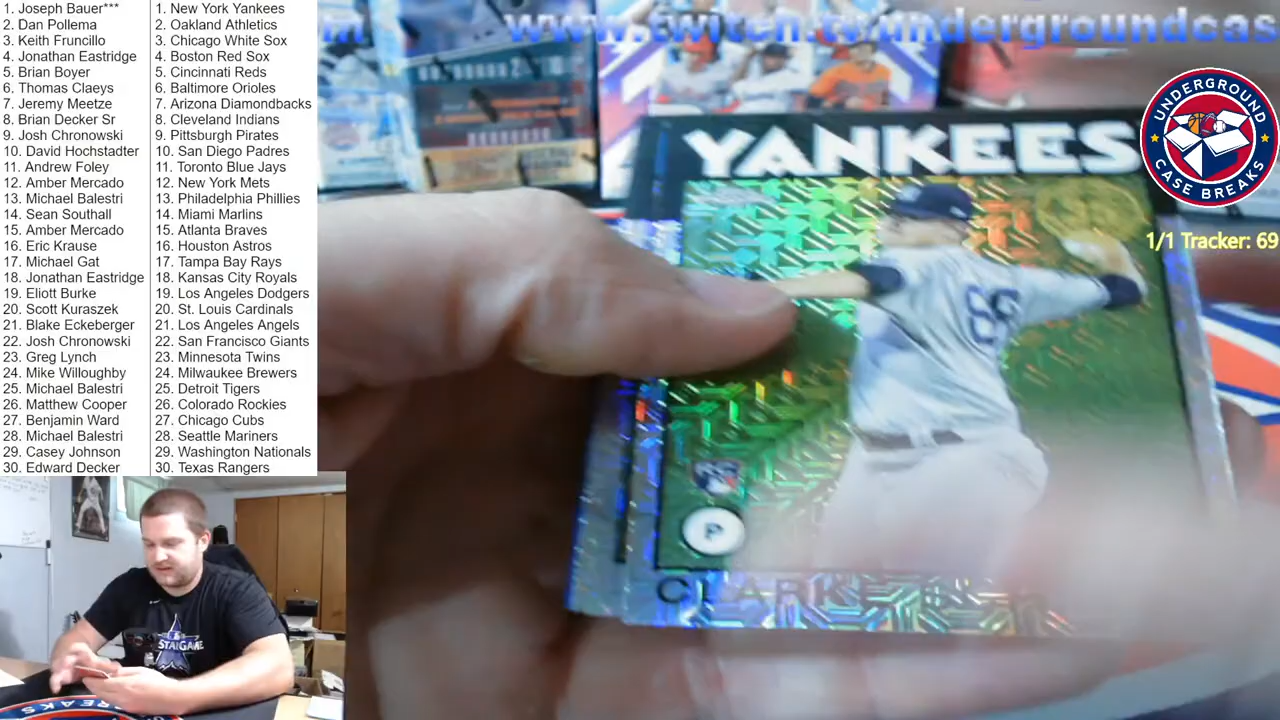 1. Joseph Bauer***
2. Dan Pollema
3. Keith Fruncillo
4. Jonathan Eastridge
5. Brian Boyer
6. Thomas Claeys
7. Jeremy Meetze
8. Brian Decker Sr
9. Josh Chronowski
10. David Hochstadter
11. Andrew Foley
12. Amber Mercado
13. Michael Balestri
14. Sean Southall
15. Amber Mercado
16. Eric Krause
17. Michael Gat
18. Jonathan Eastridge
19. Eliott Burke
20. Scott Kuraszek
21. Blake Eckeberger
22. Josh Chronowski
23. Greg Lynch
24. Mike Willoughby
25. Michael Balestri
26. Matthew Cooper
27. Benjamin Ward
28. Michael Balestri
29. Casey Johnson
30. Edward Decker
1. New York Yankees
2. Oakland Athletics
3. Chicago White Sox
4. Boston Red Sox
5. Cincinnati Reds
6. Baltimore Orioles
7. Arizona Diamondbacks
8. Cleveland Indians
9. Pittsburgh Pirates
10. San Diego Padres
11. Toronto Blue Jays
12. New York Mets
13. Philadelphia Phillies
14. Miami Marlins
15. Atlanta Braves
16. Houston Astros
17. Tampa Bay Rays
18. Kansas City Royals
19. Los Angeles Dodgers
20. St. Louis Cardinals
21. Los Angeles Angels
22. San Francisco Giants
23. Minnesota Twins
24. Milwaukee Brewers
25. Detroit Tigers
26. Colorado Rockies
27. Chicago Cubs
28. Seattle Mariners
29. Washington Nationals
30. Texas Rangers
m www.twitch.tv/undergroundcas
UNDERGROUND
CASE BREAKS
1/1 Tracker: 69
YANKEES
P
CLARKE
STARGAME
BREAKS